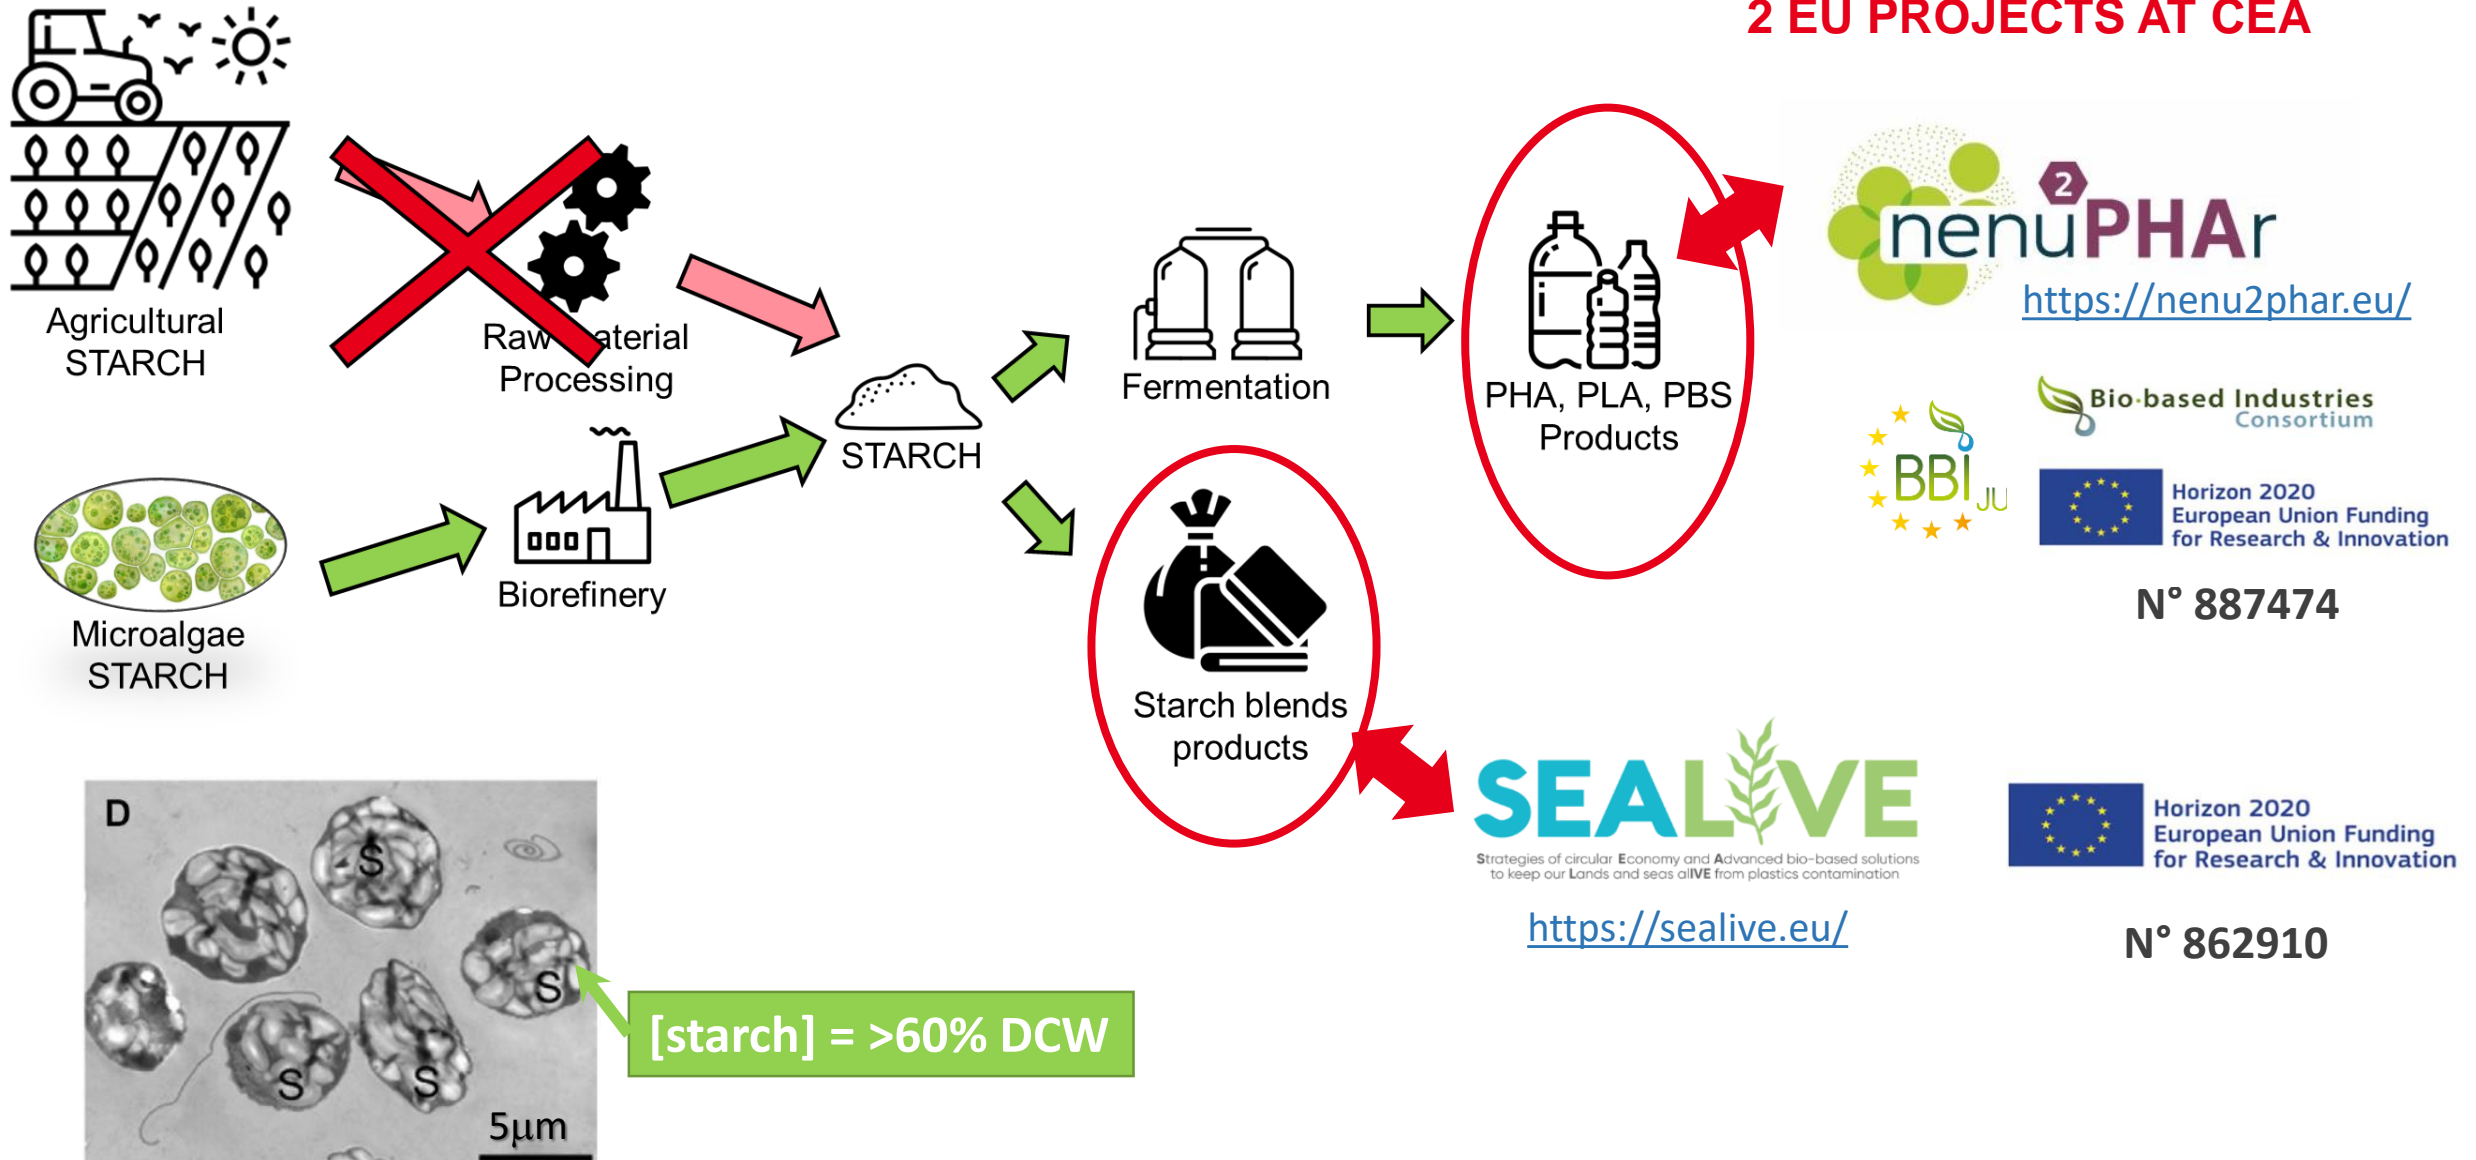 2 EU PROJECTS AT CEA
Agricultural
STARCH
Raw Material
Processing
Microalgae
STARCH
Biorefinery
STARCH
Fermentation
PHA, PLA, PBS
Products
Starch blends
products
nenu2PHAr
https://nenu2phar.eu/
Bio-based Industries
Consortium
BBI JU
Horizon 2020
European Union Funding
for Research & Innovation
N° 887474
SEALIVE
Strategies of circular Economy and Advanced bio-based solutions
to keep our Lands and seas alIVE from plastics contamination
https://sealive.eu/
Horizon 2020
European Union Funding
for Research & Innovation
N° 862910
D
S
S
S
S
5µm
[starch] = >60% DCW